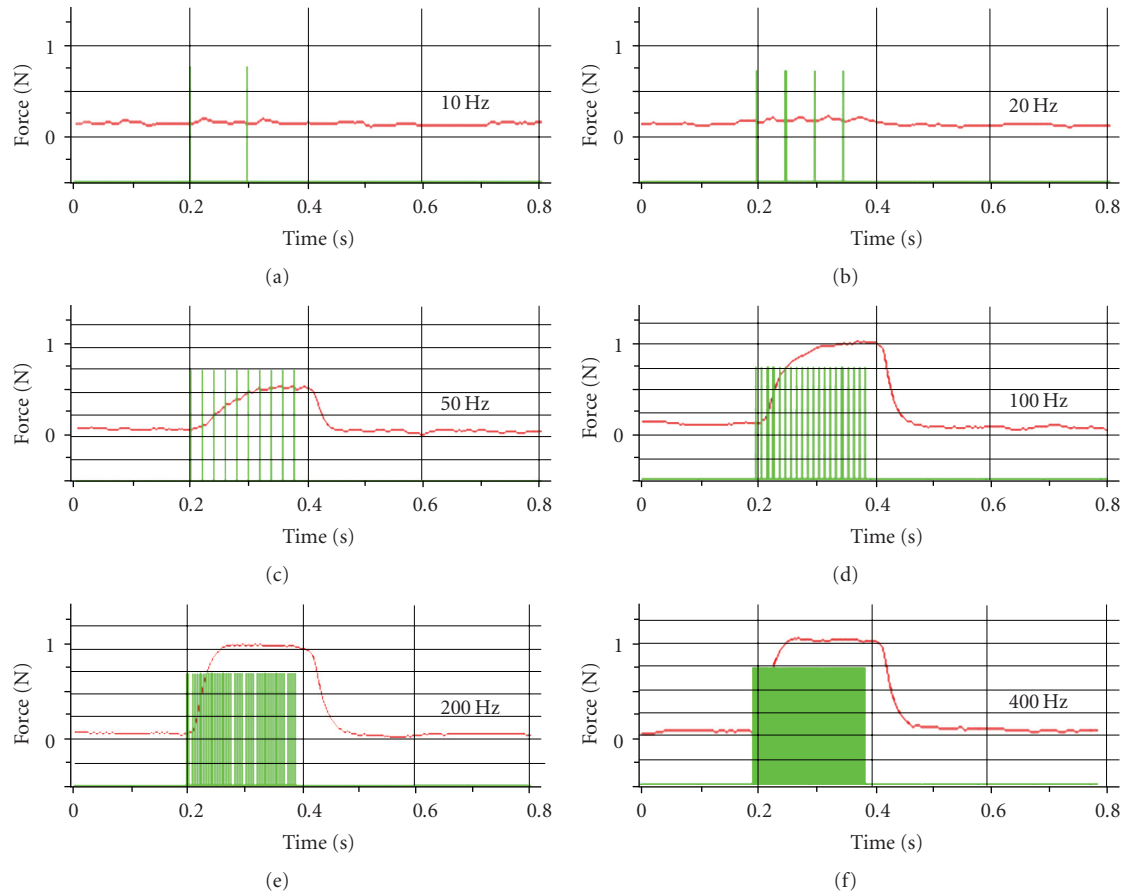 Force (N)
1
0
10 Hz
0 0.2 0.4 0.6 0.8
Time (s)
(a)
Force (N)
1
0
20 Hz
0 0.2 0.4 0.6 0.8
Time (s)
(b)
Force (N)
1
0
50 Hz
0 0.2 0.4 0.6 0.8
Time (s)
(c)
Force (N)
1
0
100 Hz
0 0.2 0.4 0.6 0.8
Time (s)
(d)
Force (N)
1
0
200 Hz
0 0.2 0.4 0.6 0.8
Time (s)
(e)
Force (N)
1
0
400 Hz
0 0.2 0.4 0.6 0.8
Time (s)
(f)